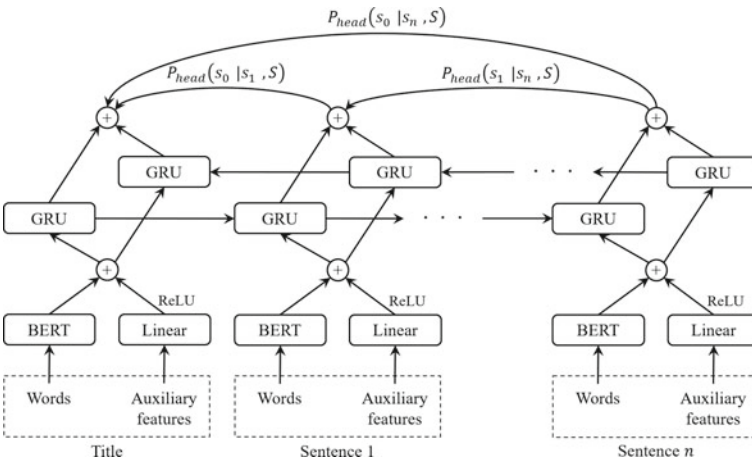 P_head(s_0 | s_n , S)
P_head(s_0 | s_1 , S) P_head(s_1 | s_n , S)
+ + +
GRU GRU · · · GRU
GRU GRU · · · GRU
+ + +
ReLU ReLU ReLU
BERT Linear BERT Linear BERT Linear
Words Auxiliary features Words Auxiliary features Words Auxiliary features
Title Sentence 1 Sentence n